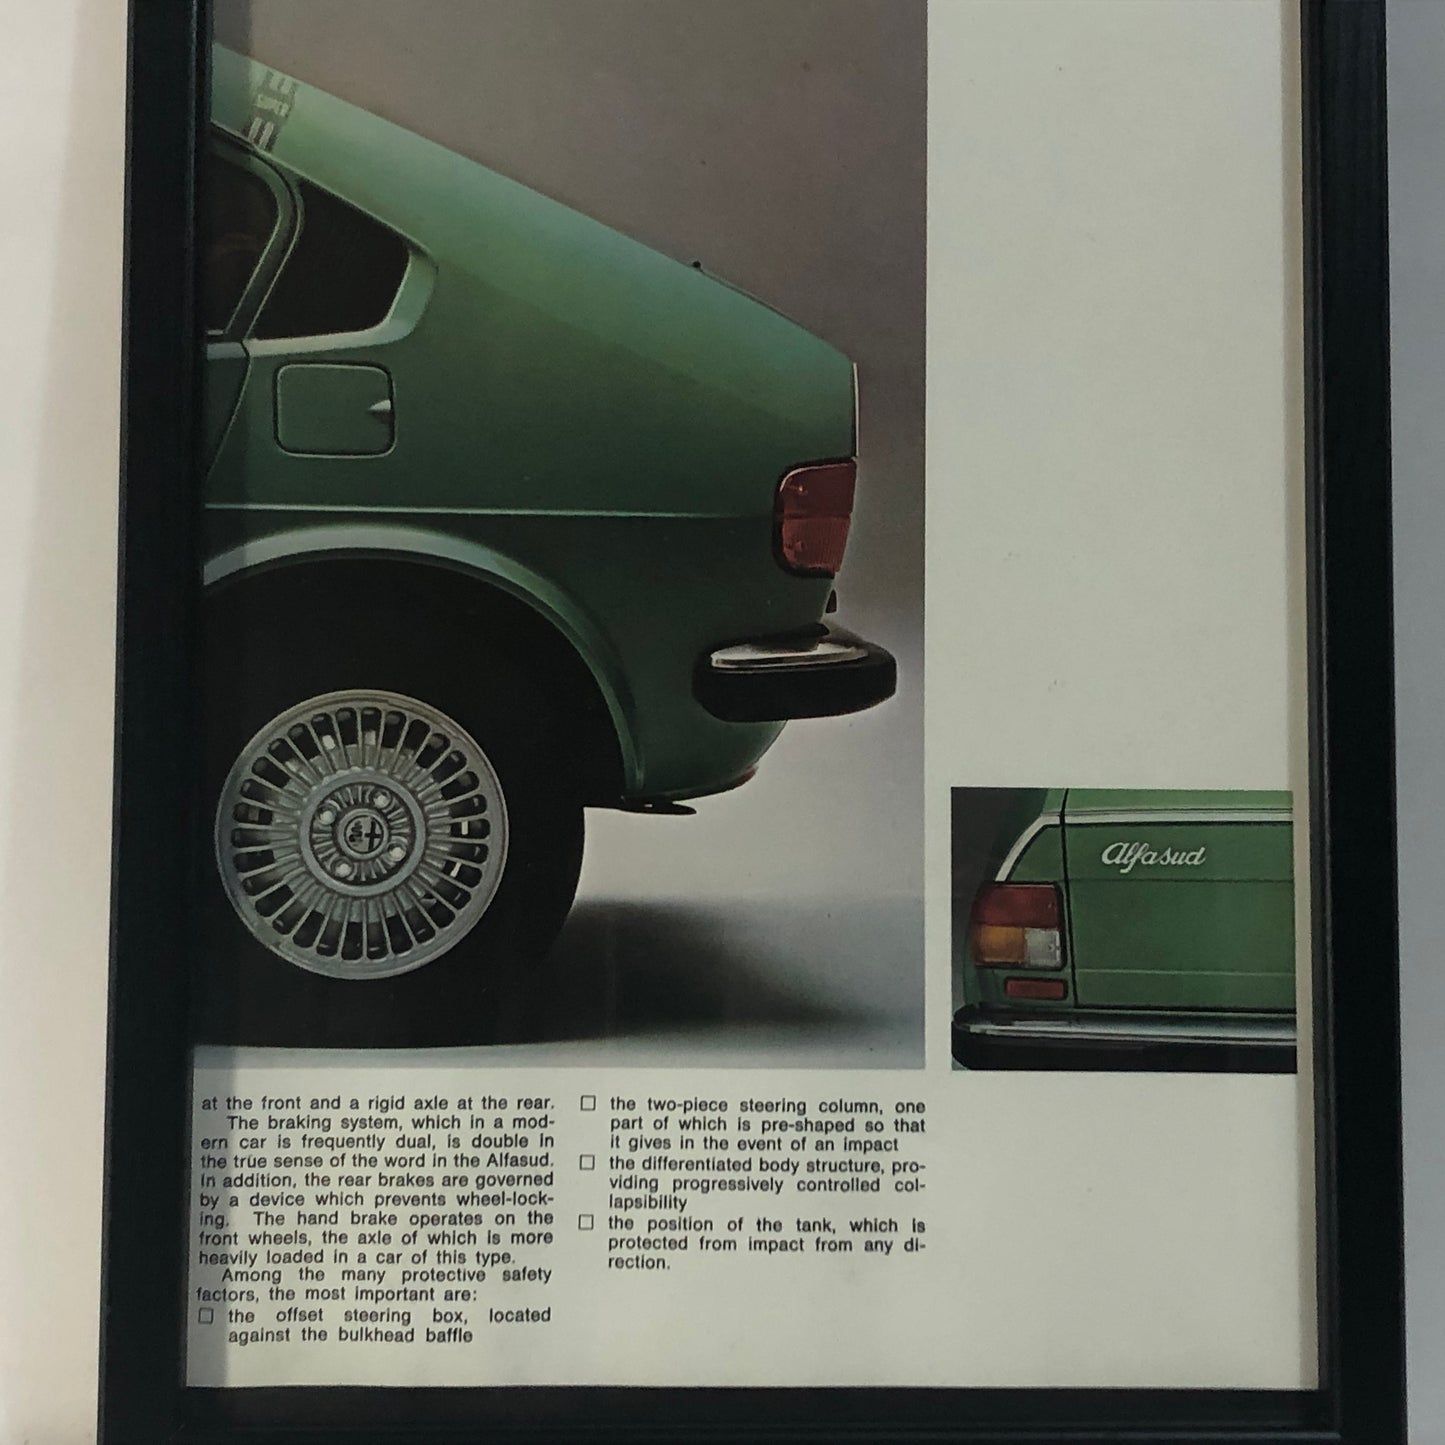 Alfasud
at the front and a rigid axle at the rear.
The braking system, which in a mod-
ern car is frequently dual, is double in
the true sense of the word in the Alfasud.
In addition, the rear brakes are governed
by a device which prevents wheel-lock-
ing. The hand brake operates on the
front wheels, the axle of which is more
heavily loaded in a car of this type.
Among the many protective safety
factors, the most important are:
☐ the offset steering box, located
against the bulkhead baffle
☐ the two-piece steering column, one
part of which is pre-shaped so that
it gives in the event of an impact
☐ the differentiated body structure, pro-
viding progressively controlled col-
lapsibility
☐ the position of the tank, which is
protected from impact from any di-
rection.